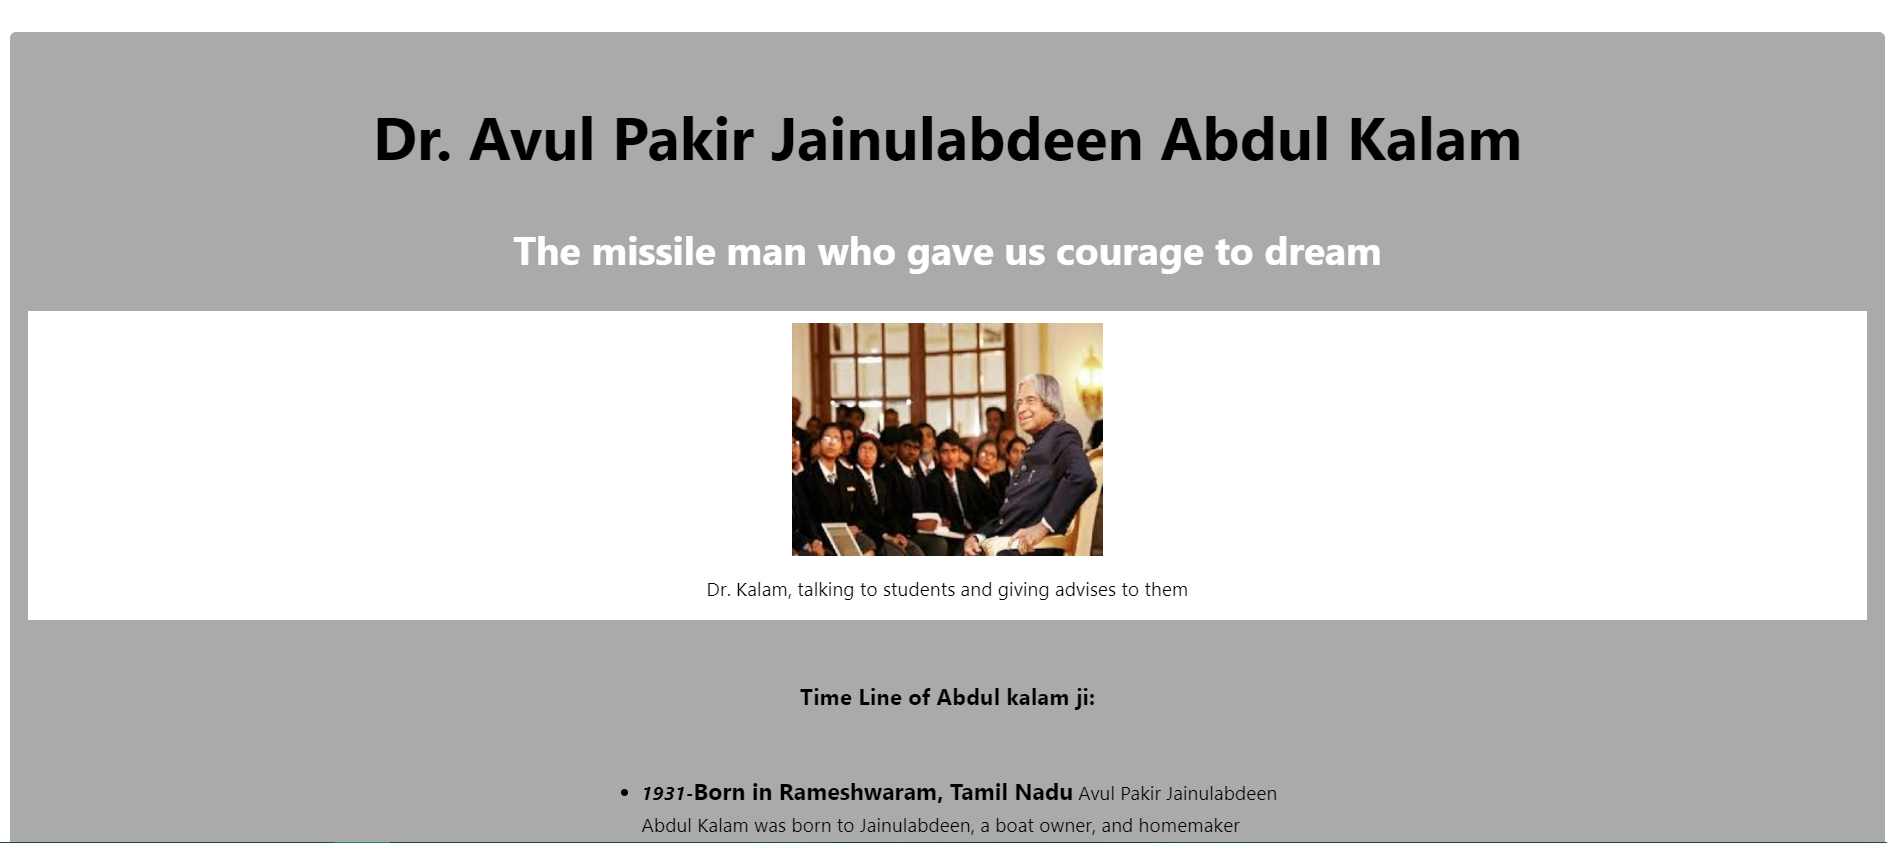 Dr. Avul Pakir Jainulabdeen Abdul Kalam
The missile man who gave us courage to dream
Dr. Kalam, talking to students and giving advises to them
Time Line of Abdul kalam ji:
• 1931-Born in Rameshwaram, Tamil Nadu Avul Pakir Jainulabdeen
Abdul Kalam was born to Jainulabdeen, a boat owner, and homemaker